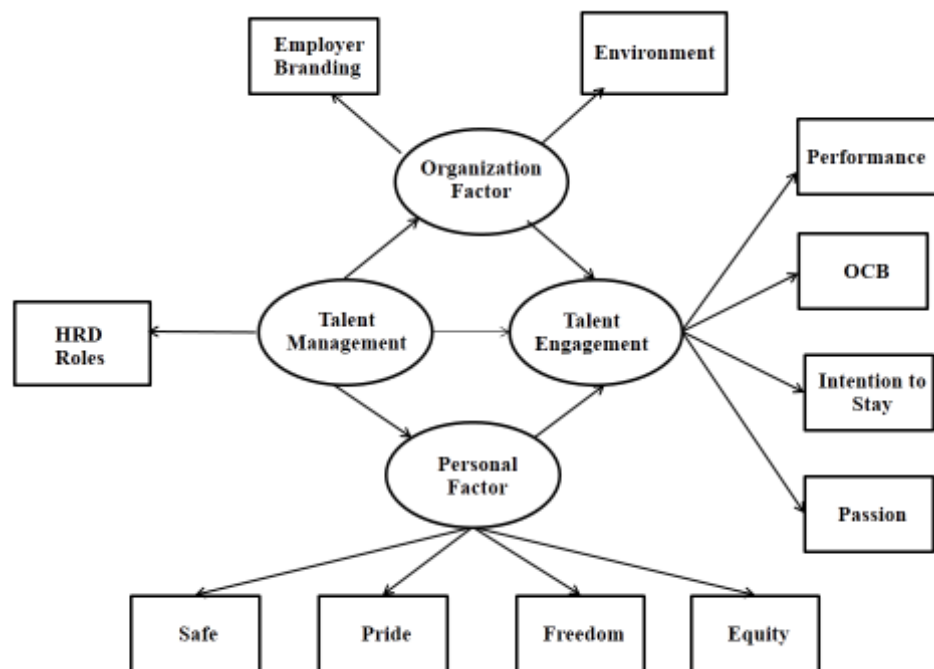 Employer
Branding
Environment
Organization
Factor
Performance
OCB
HRD
Roles
Talent
Management
Talent
Engagement
Intention to
Stay
Personal
Factor
Passion
Safe
Pride
Freedom
Equity